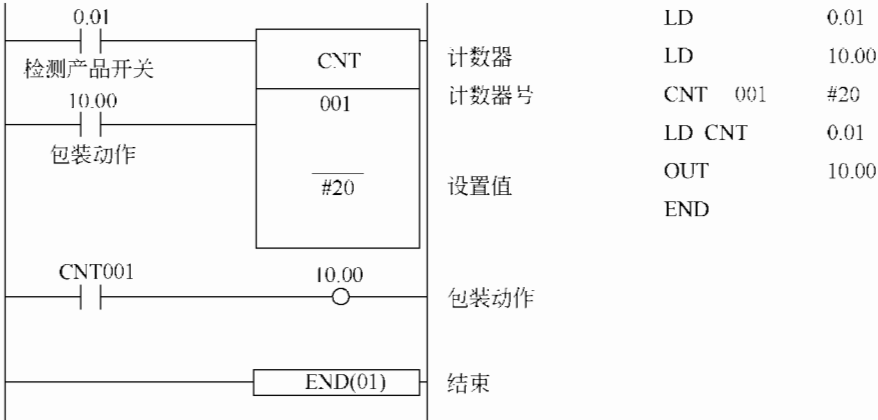 0.01
检测产品开关
10.00
包装动作
CNT
001
#20
计数器
计数器号
设置值
CNT001
10.00
包装动作
END(01)
结束
LD 0.01
LD 10.00
CNT 001 #20
LD CNT 0.01
OUT 10.00
END